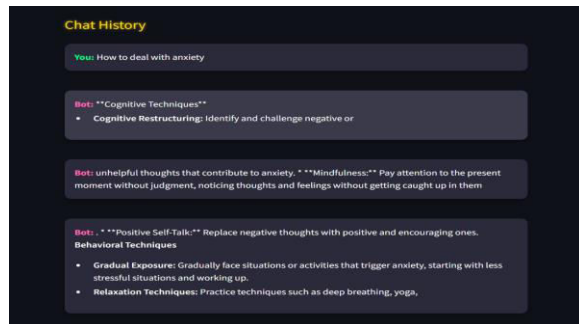 Chat History
You: How to deal with anxiety
Bot: **Cognitive Techniques**
• Cognitive Restructuring: Identify and challenge negative or
Bot: unhelpful thoughts that contribute to anxiety. * **Mindfulness:** Pay attention to the present
moment without judgment, noticing thoughts and feelings without getting caught up in them
Bot: . * **Positive Self-Talk:** Replace negative thoughts with positive and encouraging ones.
Behavioral Techniques
• Gradual Exposure: Gradually face situations or activities that trigger anxiety, starting with less
stressful situations and working up.
• Relaxation Techniques: Practice techniques such as deep breathing, yoga,